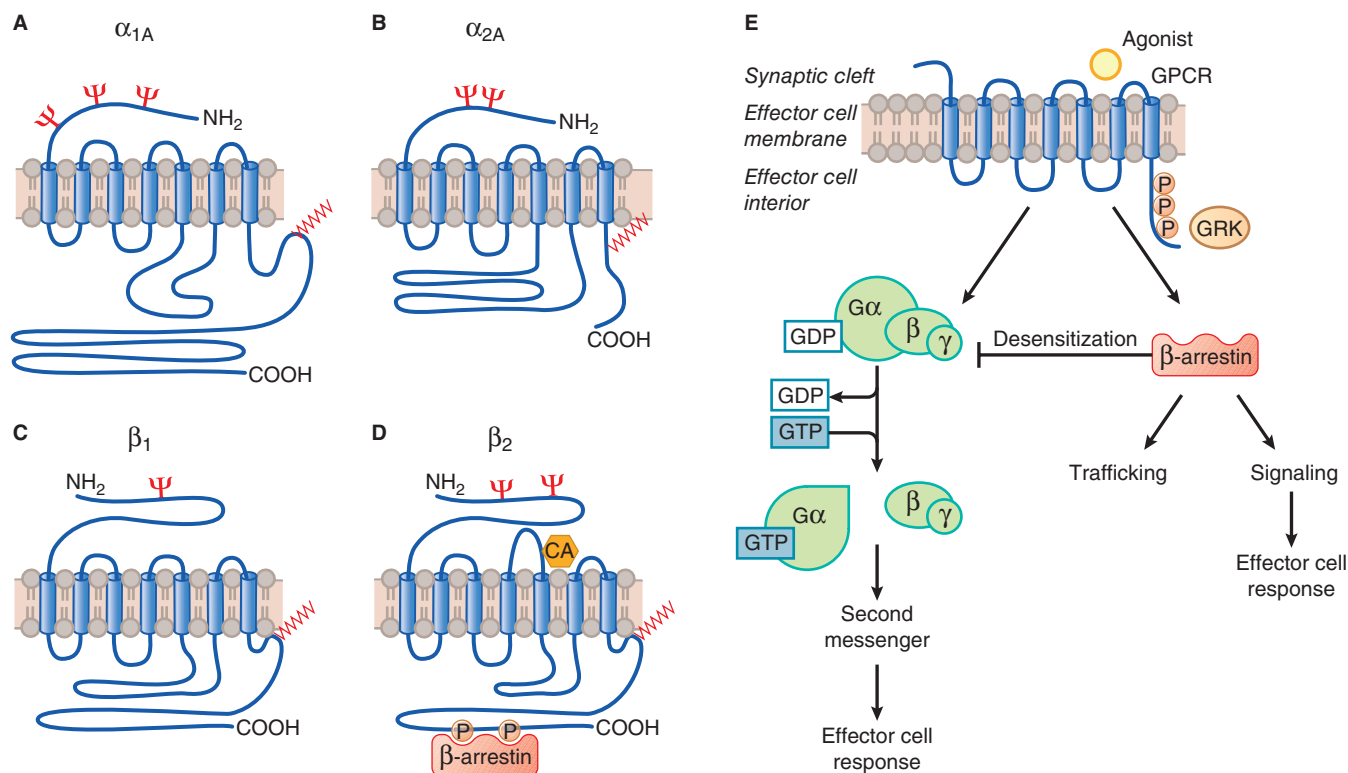 A
α1A
Ψ Ψ Ψ
NH2
COOH
B
α2A
Ψ Ψ
NH2
COOH
C
β1
NH2
Ψ
COOH
D
β2
NH2
Ψ Ψ
CA
COOH
P P
β-arrestin
E
Agonist
GPCR
Synaptic cleft
Effector cell
membrane
Effector cell
interior
P
P
P
GRK
Gα
β
γ
GDP
Desensitization
β-arrestin
GDP
GTP
Trafficking
Signaling
Gα
GTP
β
γ
Effector cell
response
Second
messenger
Effector cell
response